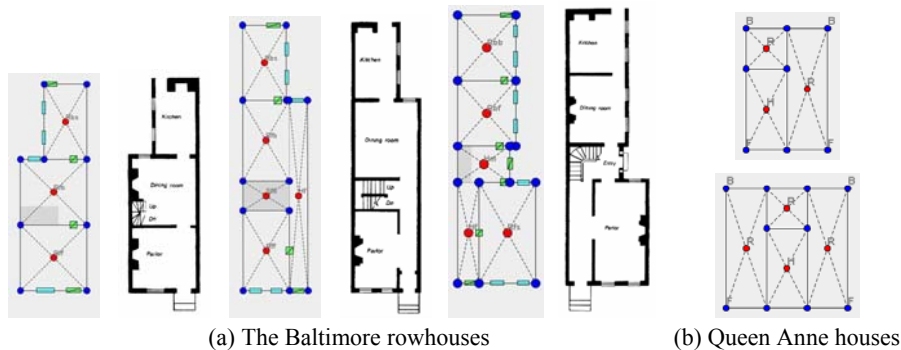 Kitchen
Dining room
Up
Dn
Parlor
Kitchen
Dining room
Up
Dn
Parlor
Kitchen
Dining room
Entry
Parlor
B B
R
R
H
F F
B B
R
R R
H
F F
(a) The Baltimore rowhouses
(b) Queen Anne houses